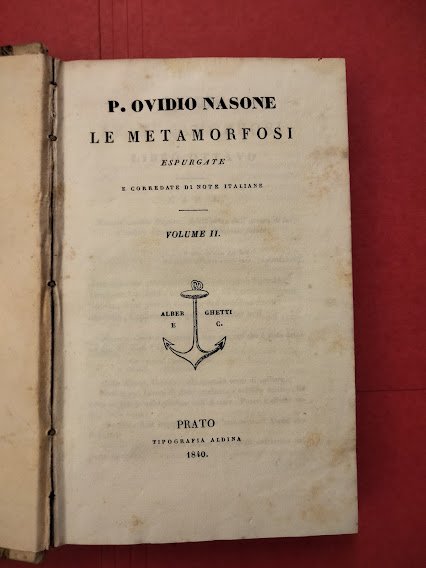 P. OVIDIO NASONE
LE METAMORFOSI
ESPURGATE
E CORREDATE DI NOTE ITALIANE
VOLUME II.
ALBER GHETTI
E C.
PRATO
TIPOGRAFIA ALDINA
1840.